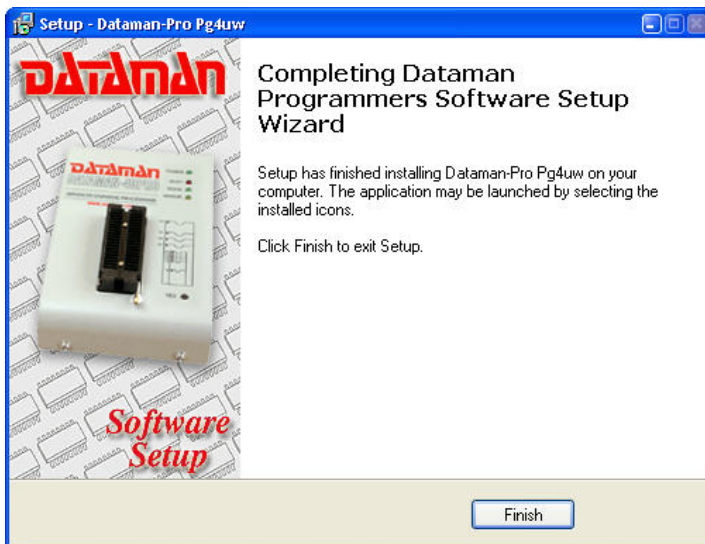 Setup - Dataman-Pro Pg4uw
DATAMAN
Completing Dataman
Programmers Software Setup
Wizard
Setup has finished installing Dataman-Pro Pg4uw on your
computer. The application may be launched by selecting the
installed icons.
Click Finish to exit Setup.
DATAMAN
Software
Setup
Finish